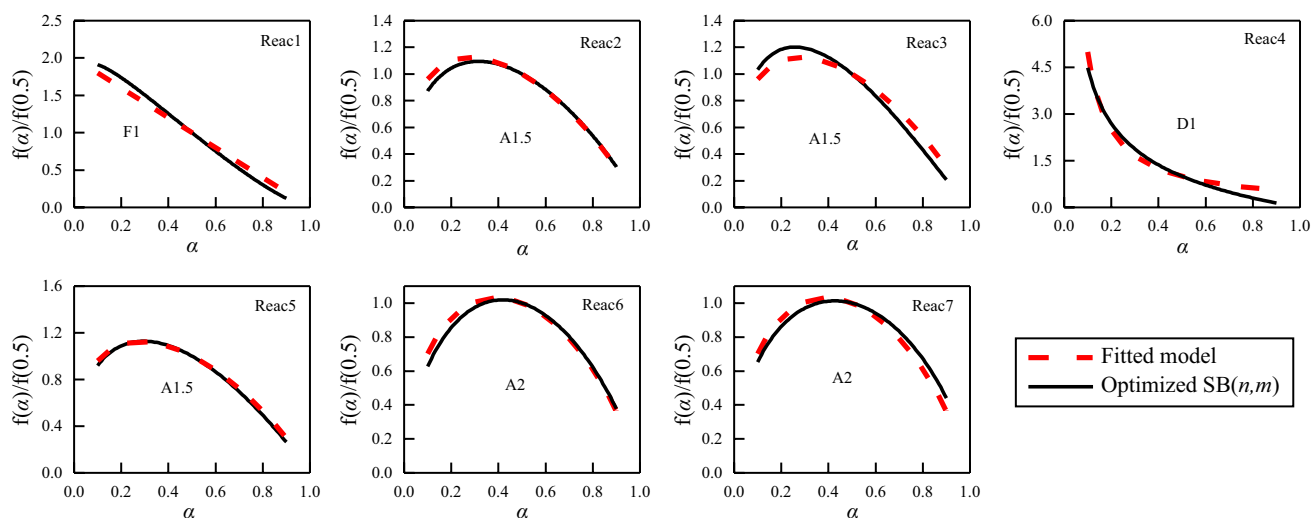 2.5
2.0
1.5
1.0
0.5
0.0
f(α)/f(0.5)
Reac1
F1
0.0 0.2 0.4 0.6 0.8 1.0
α
1.4
1.2
1.0
0.8
0.6
0.4
0.2
0.0
f(α)/f(0.5)
Reac2
A1.5
0.0 0.2 0.4 0.6 0.8 1.0
α
1.4
1.2
1.0
0.8
0.6
0.4
0.2
0.0
f(α)/f(0.5)
Reac3
A1.5
0.0 0.2 0.4 0.6 0.8 1.0
α
6.0
4.5
3.0
1.5
0.0
f(α)/f(0.5)
Reac4
D1
0.0 0.2 0.4 0.6 0.8 1.0
α
1.6
1.2
0.8
0.4
0.0
f(α)/f(0.5)
Reac5
A1.5
0.0 0.2 0.4 0.6 0.8 1.0
α
1.0
0.8
0.6
0.4
0.2
0.0
f(α)/f(0.5)
Reac6
A2
0.0 0.2 0.4 0.6 0.8 1.0
α
1.0
0.8
0.6
0.4
0.2
0.0
f(α)/f(0.5)
Reac7
A2
0.0 0.2 0.4 0.6 0.8 1.0
α
Fitted model
Optimized SB(n,m)